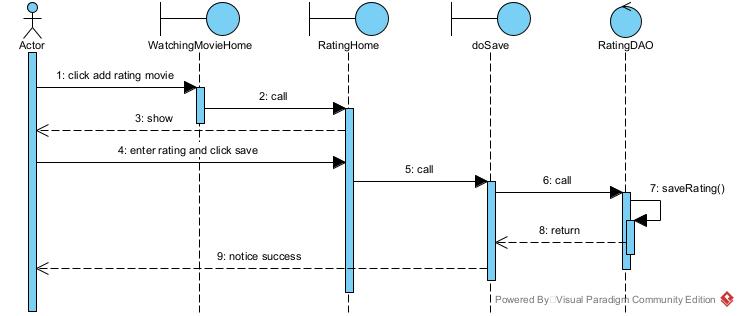 Actor
WatchingMovieHome
RatingHome
doSave
RatingDAO
1: click add rating movie
2: call
3: show
4: enter rating and click save
5: call
6: call
7: saveRating()
8: return
9: notice success
Powered By Visual Paradigm Community Edition